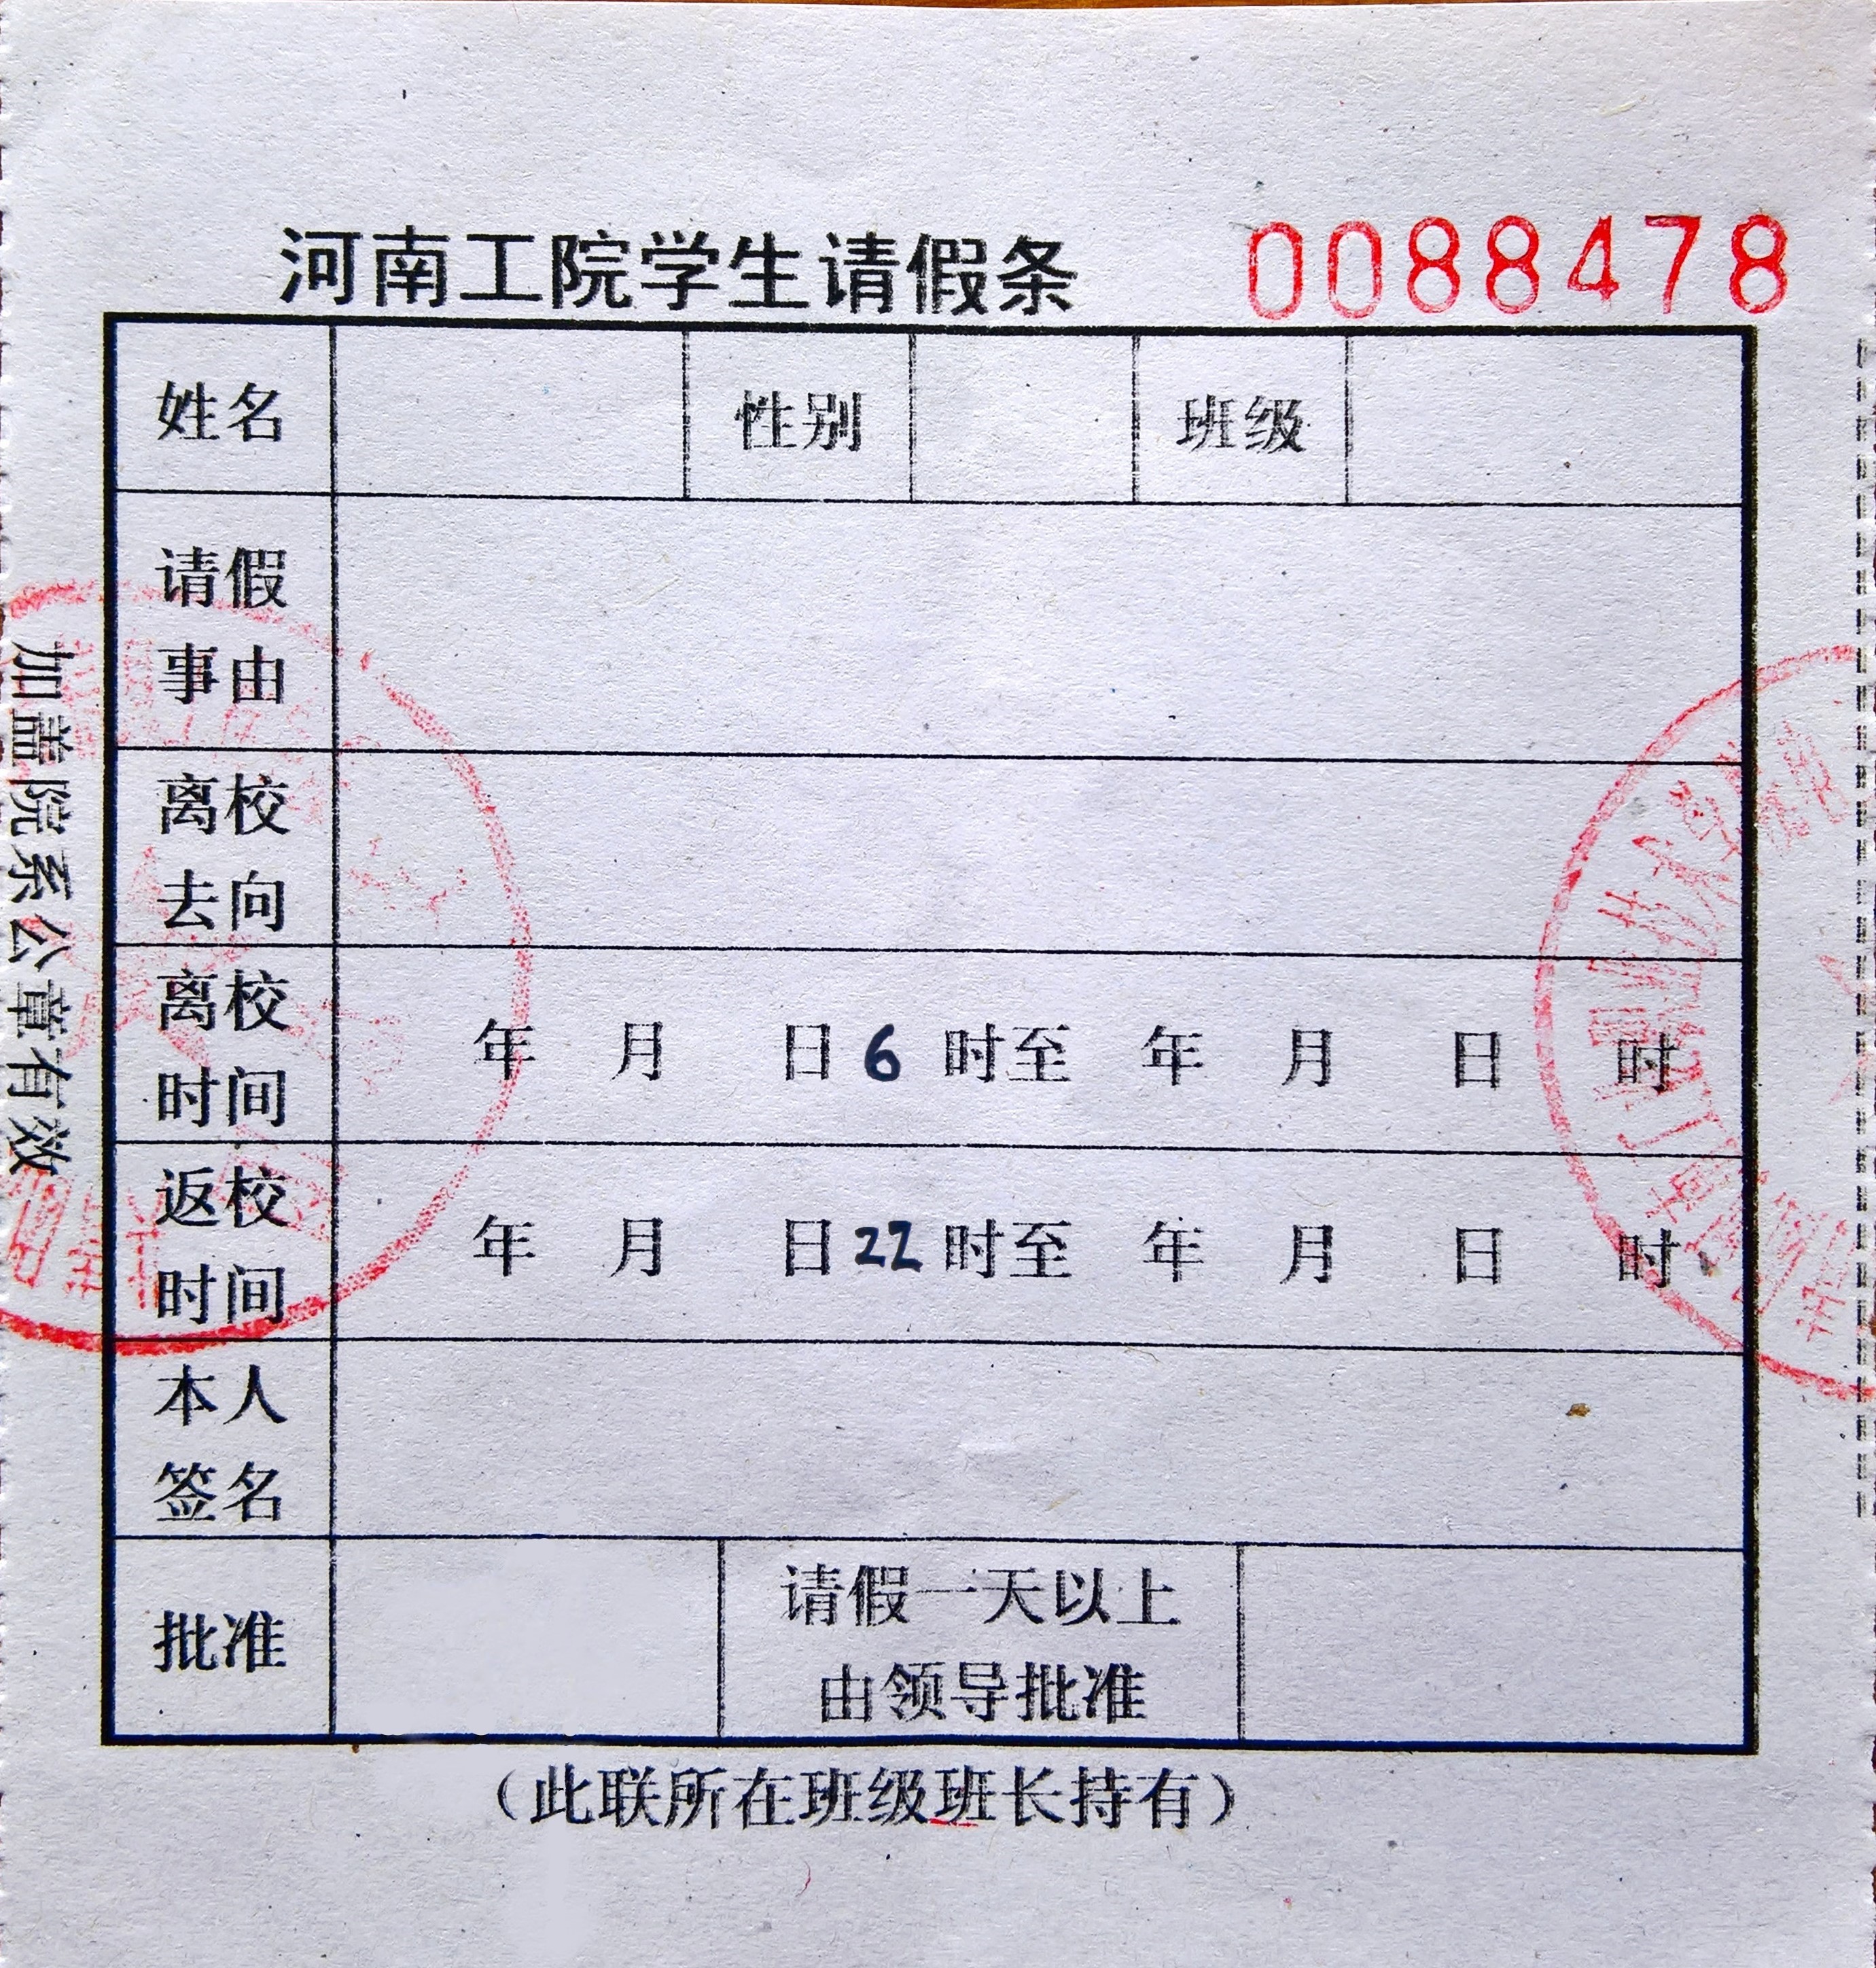 河南工院学生请假条 0088478
姓名 性别 班级
请假
事由
离校
去向
离校
时间
年 月 日 6 时至 年 月 日 时
返校
时间
年 月 日 22 时至 年 月 日 时
本人
签名
批准
请假一天以上
由领导批准
（此联所在班级班长持有）
加盖院系公章有效